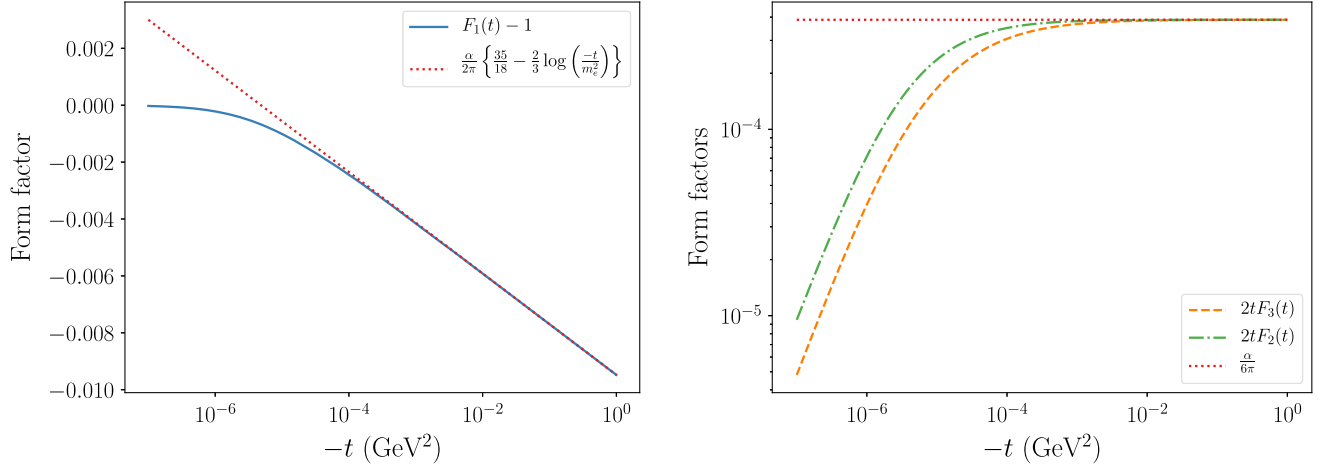 Form factor
0.002
0.000
−0.002
−0.004
−0.006
−0.008
−0.010
10⁻⁶
10⁻⁴
10⁻²
10⁰
−t (GeV²)
F₁(t) − 1
α/2π {35/18 − 2/3 log(−t/mₑ²)}
Form factors
10⁻⁴
10⁻⁵
10⁻⁶
10⁻⁴
10⁻²
10⁰
−t (GeV²)
2tF₃(t)
2tF₂(t)
α/6π